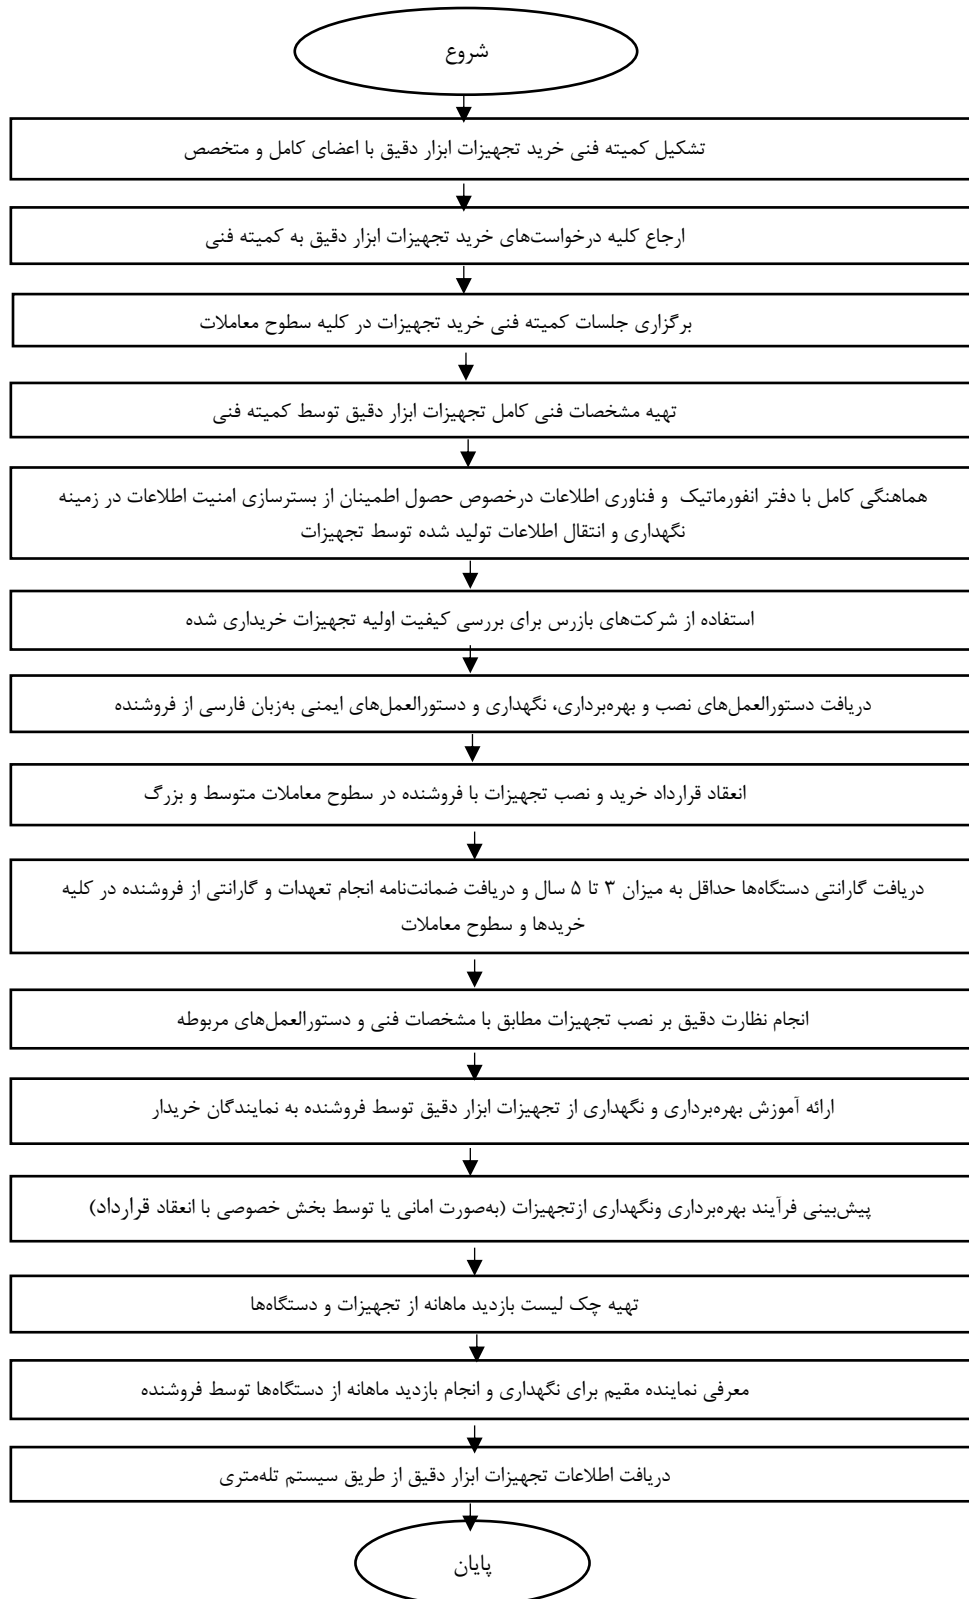 شروع
تشکیل کمیته فنی خرید تجهیزات ابزار دقیق با اعضای کامل و متخصص
ارجاع کلیه درخواست‌های خرید تجهیزات ابزار دقیق به کمیته فنی
برگزاری جلسات کمیته فنی خرید تجهیزات در کلیه سطوح معاملات
تهیه مشخصات فنی کامل تجهیزات ابزار دقیق توسط کمیته فنی
هماهنگی کامل با دفتر انفورماتیک و فناوری اطلاعات درخصوص حصول اطمینان از بسترسازی امنیت اطلاعات در زمینه
نگهداری و انتقال اطلاعات تولید شده توسط تجهیزات
استفاده از شرکت‌های بازرس برای بررسی کیفیت اولیه تجهیزات خریداری شده
دریافت دستورالعمل‌های نصب و بهره‌برداری، نگهداری و دستورالعمل‌های ایمنی به‌زبان فارسی از فروشنده
انعقاد قرارداد خرید و نصب تجهیزات با فروشنده در سطوح معاملات متوسط و بزرگ
دریافت گارانتی دستگاه‌ها حداقل به میزان ۳ تا ۵ سال و دریافت ضمانت‌نامه انجام تعهدات و گارانتی از فروشنده در کلیه
خریدها و سطوح معاملات
انجام نظارت دقیق بر نصب تجهیزات مطابق با مشخصات فنی و دستورالعمل‌های مربوطه
ارائه آموزش بهره‌برداری و نگهداری از تجهیزات ابزار دقیق توسط فروشنده به نمایندگان خریدار
پیش‌بینی فرآیند بهره‌برداری ونگهداری ازتجهیزات (به‌صورت امانی یا توسط بخش خصوصی با انعقاد قرارداد)
تهیه چک لیست بازدید ماهانه از تجهیزات و دستگاه‌ها
معرفی نماینده مقیم برای نگهداری و انجام بازدید ماهانه از دستگاه‌ها توسط فروشنده
دریافت اطلاعات تجهیزات ابزار دقیق از طریق سیستم تله‌متری
پایان